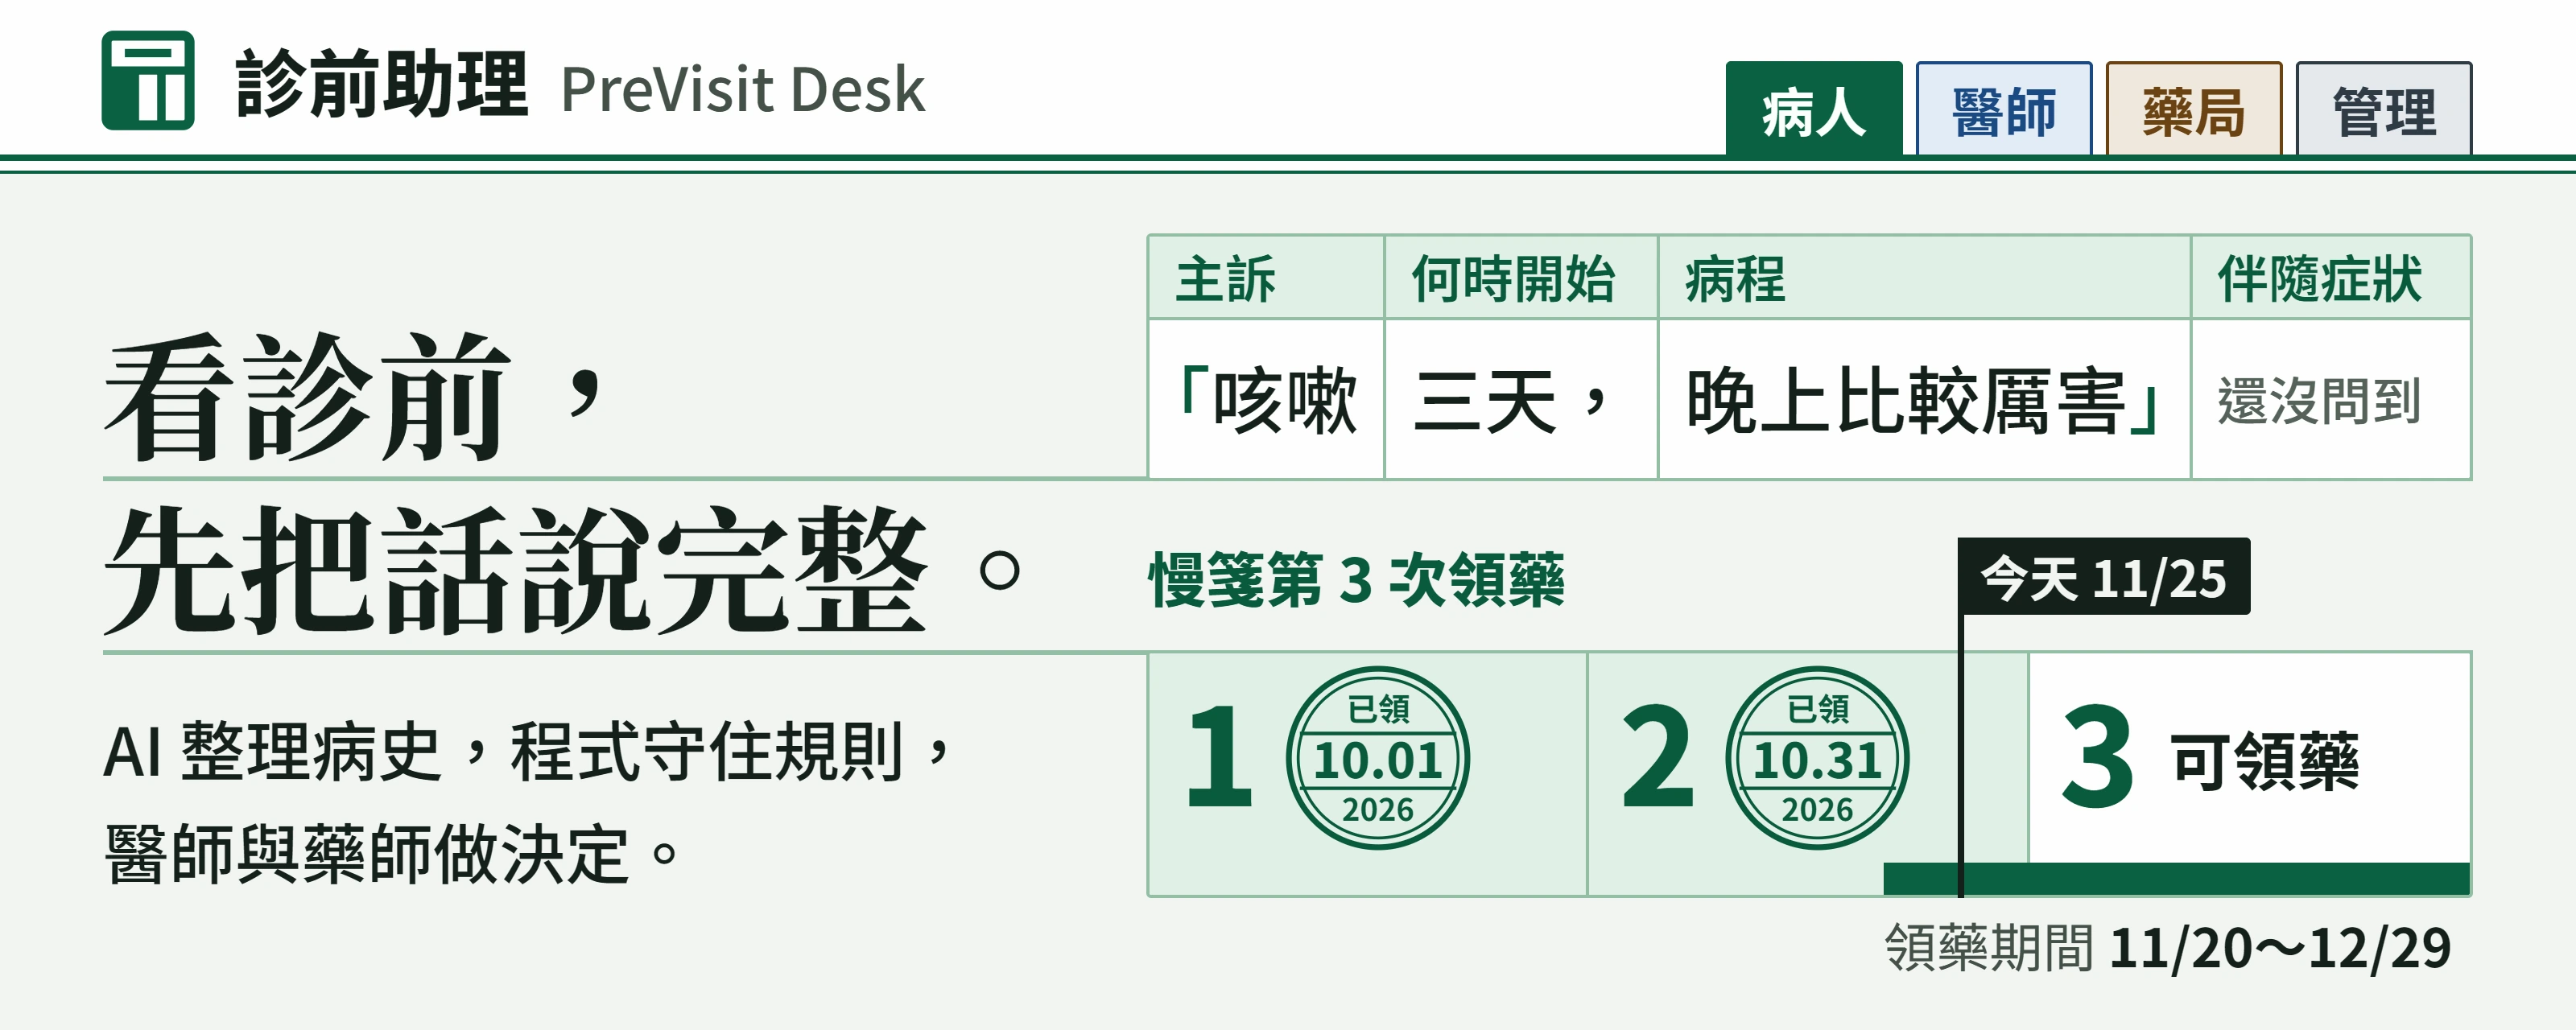 診前助理 PreVisit Desk
病人 醫師 藥局 管理
看診前，
先把話說完整。
AI 整理病史，程式守住規則，
醫師與藥師做決定。
主訴 何時開始 病程 伴隨症狀
「咳嗽 三天， 晚上比較厲害」 還沒問到
慢箋第 3 次領藥
今天 11/25
1 已領 10.01 2026
2 已領 10.31 2026
3 可領藥
領藥期間 11/20～12/29